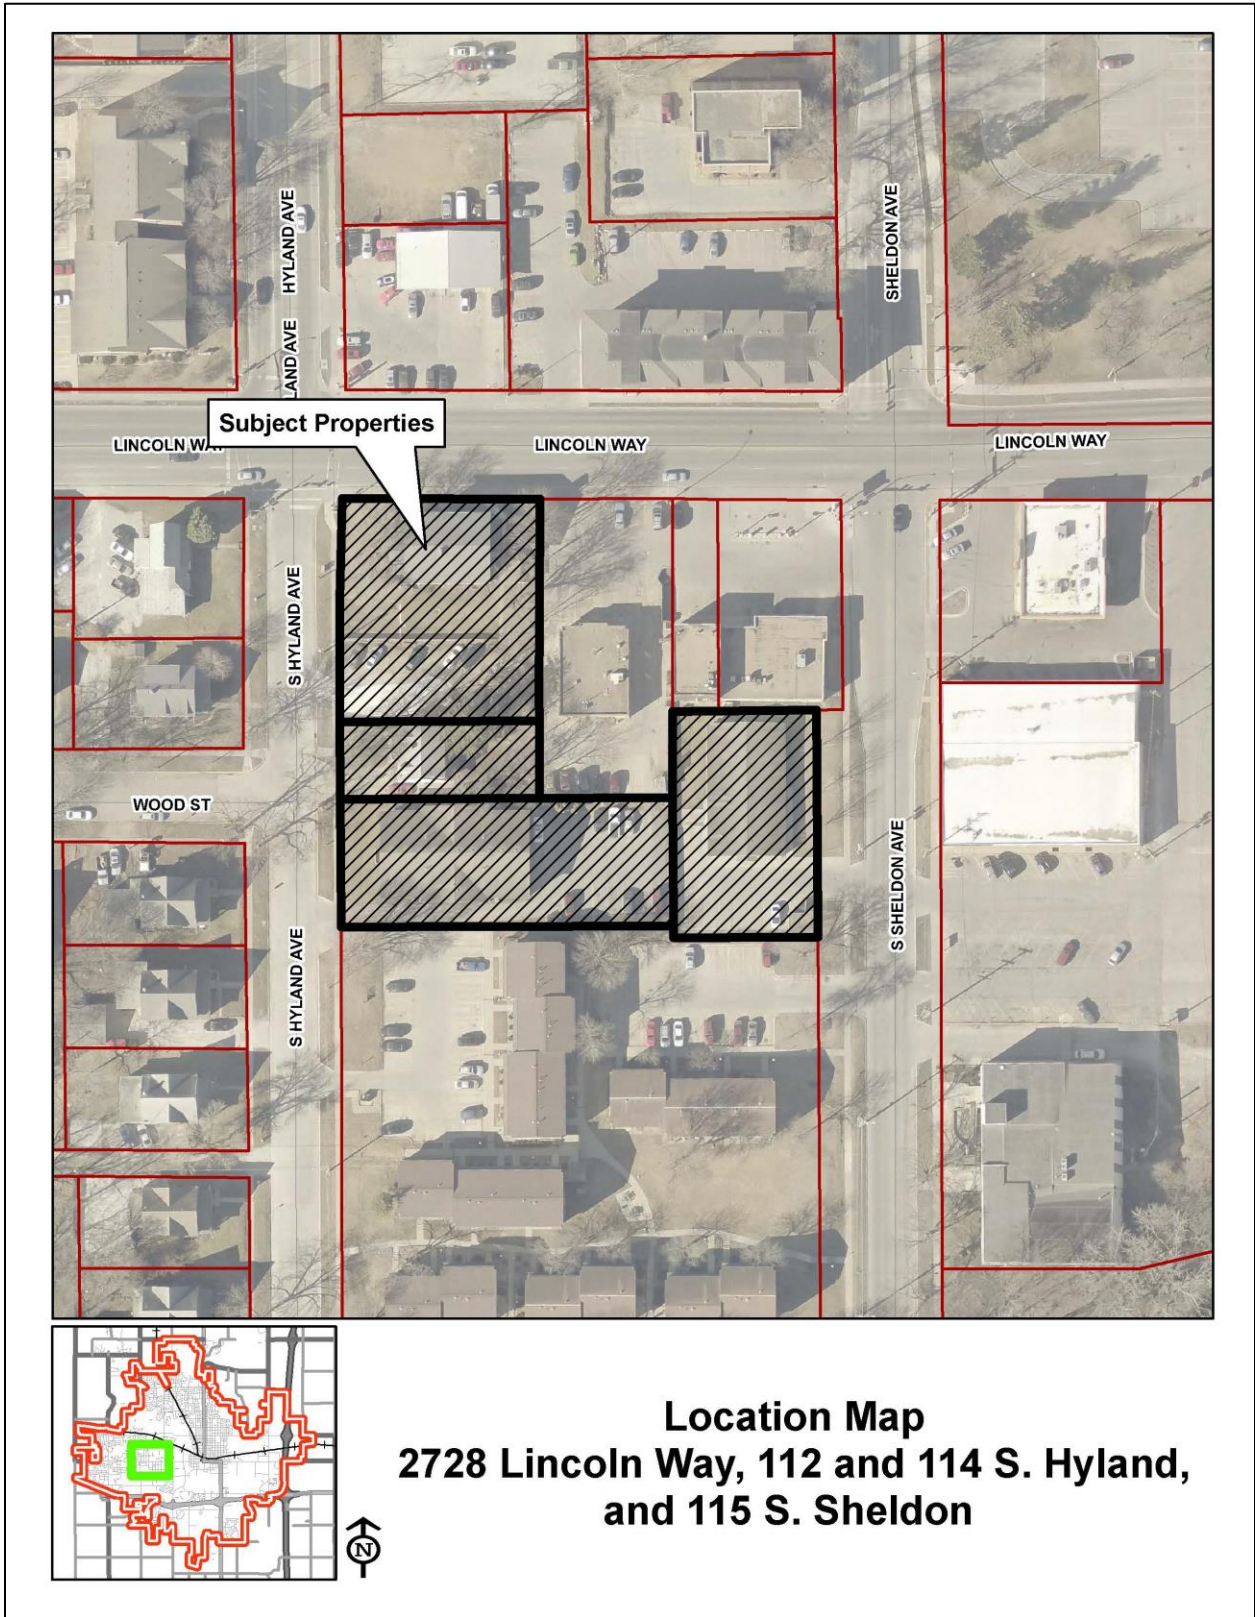 HYLAND AVE
SHELDON AVE
LAND AVE
Subject Properties
LINCOLN WAY
LINCOLN WAY
LINCOLN WAY
S HYLAND AVE
WOOD ST
S SHELDON AVE
S HYLAND AVE
Location Map
2728 Lincoln Way, 112 and 114 S. Hyland,
and 115 S. Sheldon
N